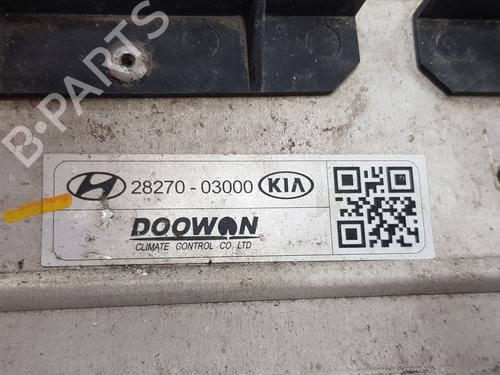 28270 - 03000 KIA
DOOWON
CLIMATE CONTROL CO. LTD
B-PARTS